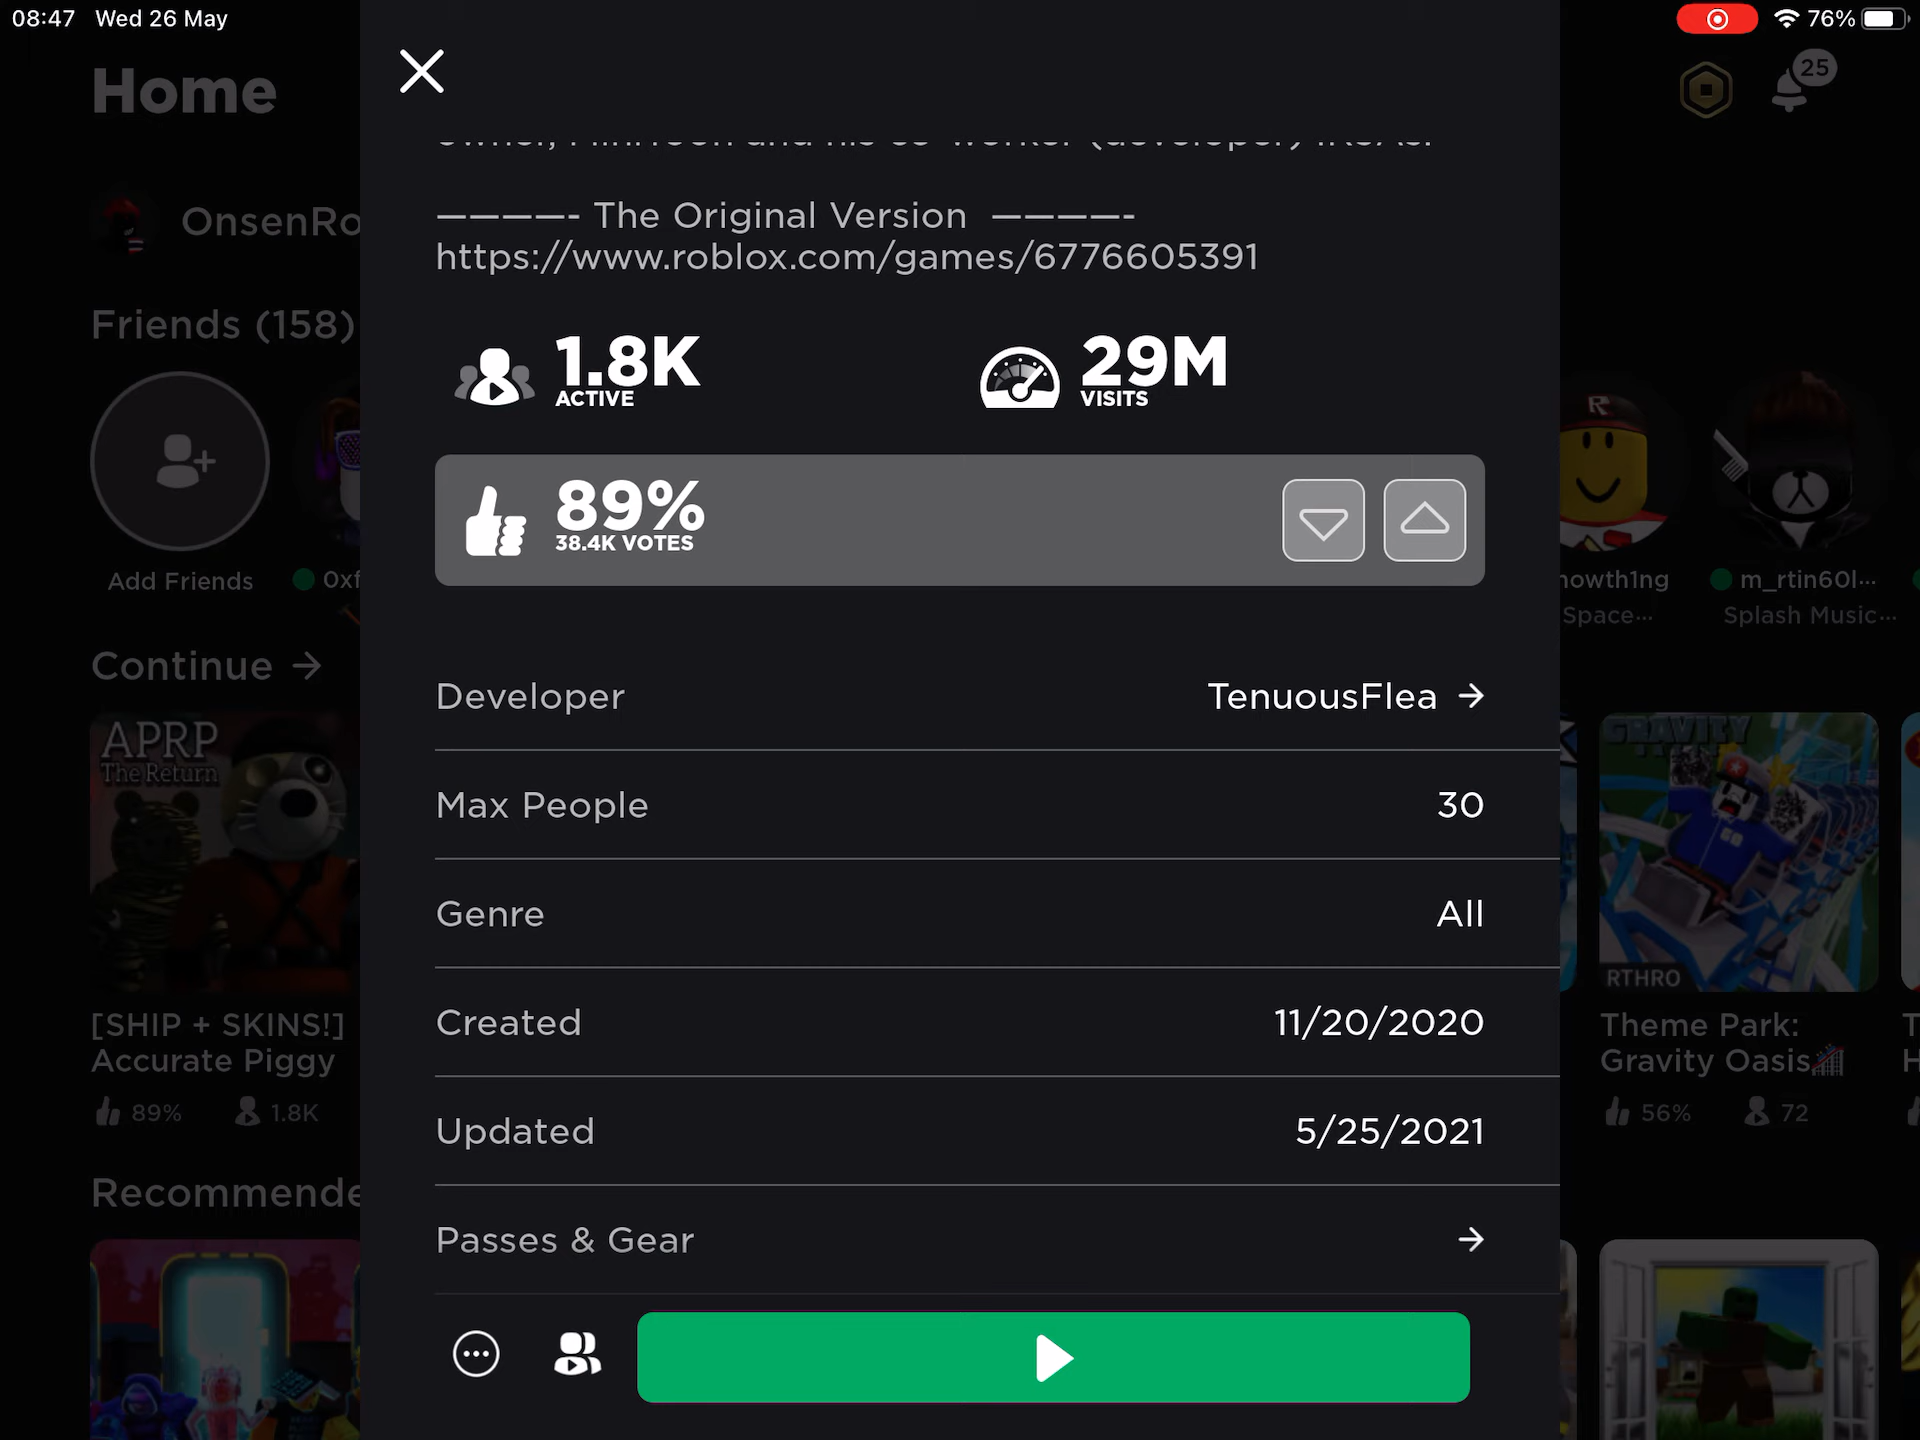 08:47 Wed 26 May
76%
Home
25
OnsenRo
————- The Original Version ————-
https://www.roblox.com/games/6776605391
Friends (158)
1.8K
ACTIVE
29M
VISITS
89%
38.4K VOTES
Add Friends
0xf
nowth1ng
Space...
m_rtin60l...
Splash Music...
Continue →
Developer TenuousFlea →
Max People 30
Genre All
Created 11/20/2020
Updated 5/25/2021
Passes & Gear →
APRP
The Return
[SHIP + SKINS!]
Accurate Piggy
89% 1.8K
GRAVITY
RTHRO
Theme Park:
Gravity Oasis
56% 72
Recommende